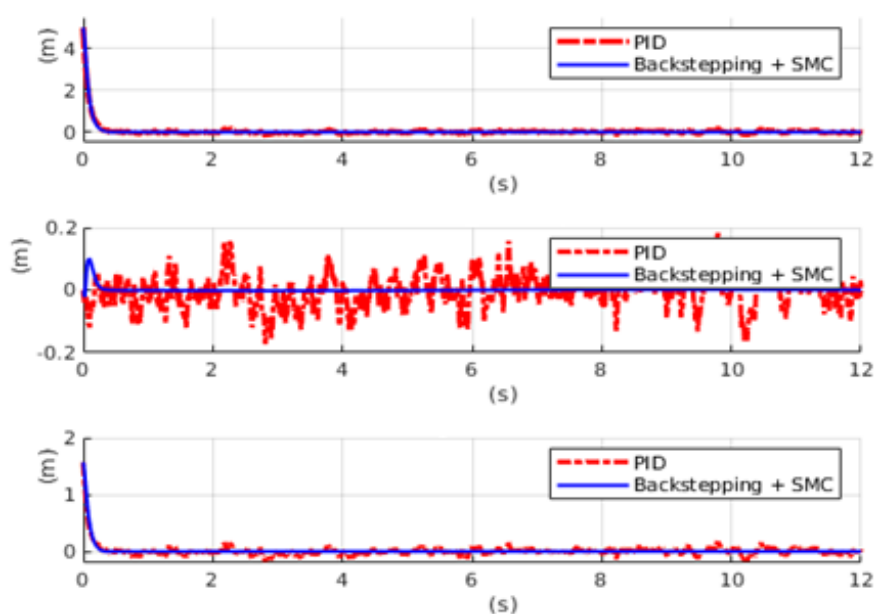 (m)
4
2
0
PID
Backstepping + SMC
0 2 4 6 8 10 12
(s)
(m)
0.2
0
-0.2
PID
Backstepping + SMC
0 2 4 6 8 10 12
(s)
(m)
2
1
0
PID
Backstepping + SMC
0 2 4 6 8 10 12
(s)